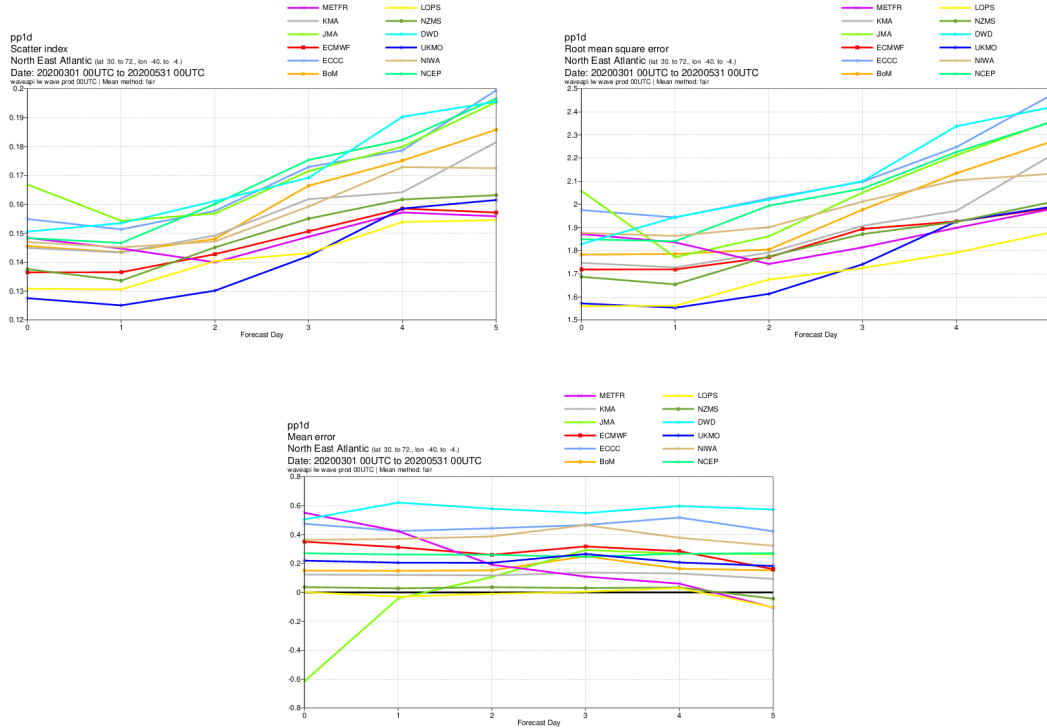 METFR LOPS
KMA NZMS
JMA DWD
ECMWF UKMO
ECCC NIWA
BoM NCEP
pp1d
Scatter index
North East Atlantic (lat 30. to 72., lon -40. to -4.)
Date: 20200301 00UTC to 20200531 00UTC
waveapi lw wave prod 00UTC | Mean method: fair
0.2
0.19
0.18
0.17
0.16
0.15
0.14
0.13
0.12
0 1 2 3 4 5
Forecast Day
METFR LOPS
KMA NZMS
JMA DWD
ECMWF UKMO
ECCC NIWA
BoM NCEP
pp1d
Root mean square error
North East Atlantic (lat 30. to 72., lon -40. to -4.)
Date: 20200301 00UTC to 20200531 00UTC
waveapi lw wave prod 00UTC | Mean method: fair
2.5
2.4
2.3
2.2
2.1
2
1.9
1.8
1.7
1.6
1.5
0 1 2 3 4
Forecast Day
METFR LOPS
KMA NZMS
JMA DWD
ECMWF UKMO
ECCC NIWA
BoM NCEP
pp1d
Mean error
North East Atlantic (lat 30. to 72., lon -40. to -4.)
Date: 20200301 00UTC to 20200531 00UTC
waveapi lw wave prod 00UTC | Mean method: fair
0.8
0.6
0.4
0.2
0
-0.2
-0.4
-0.6
-0.8
0 1 2 3 4 5
Forecast Day